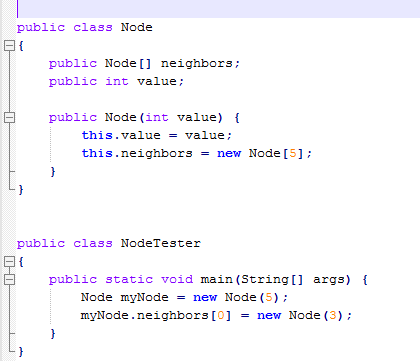 public class Node
{
    public Node[] neighbors;
    public int value;

    public Node(int value) {
        this.value = value;
        this.neighbors = new Node[5];
    }
}


public class NodeTester
{
    public static void main(String[] args) {
        Node myNode = new Node(5);
        myNode.neighbors[0] = new Node(3);
    }
}